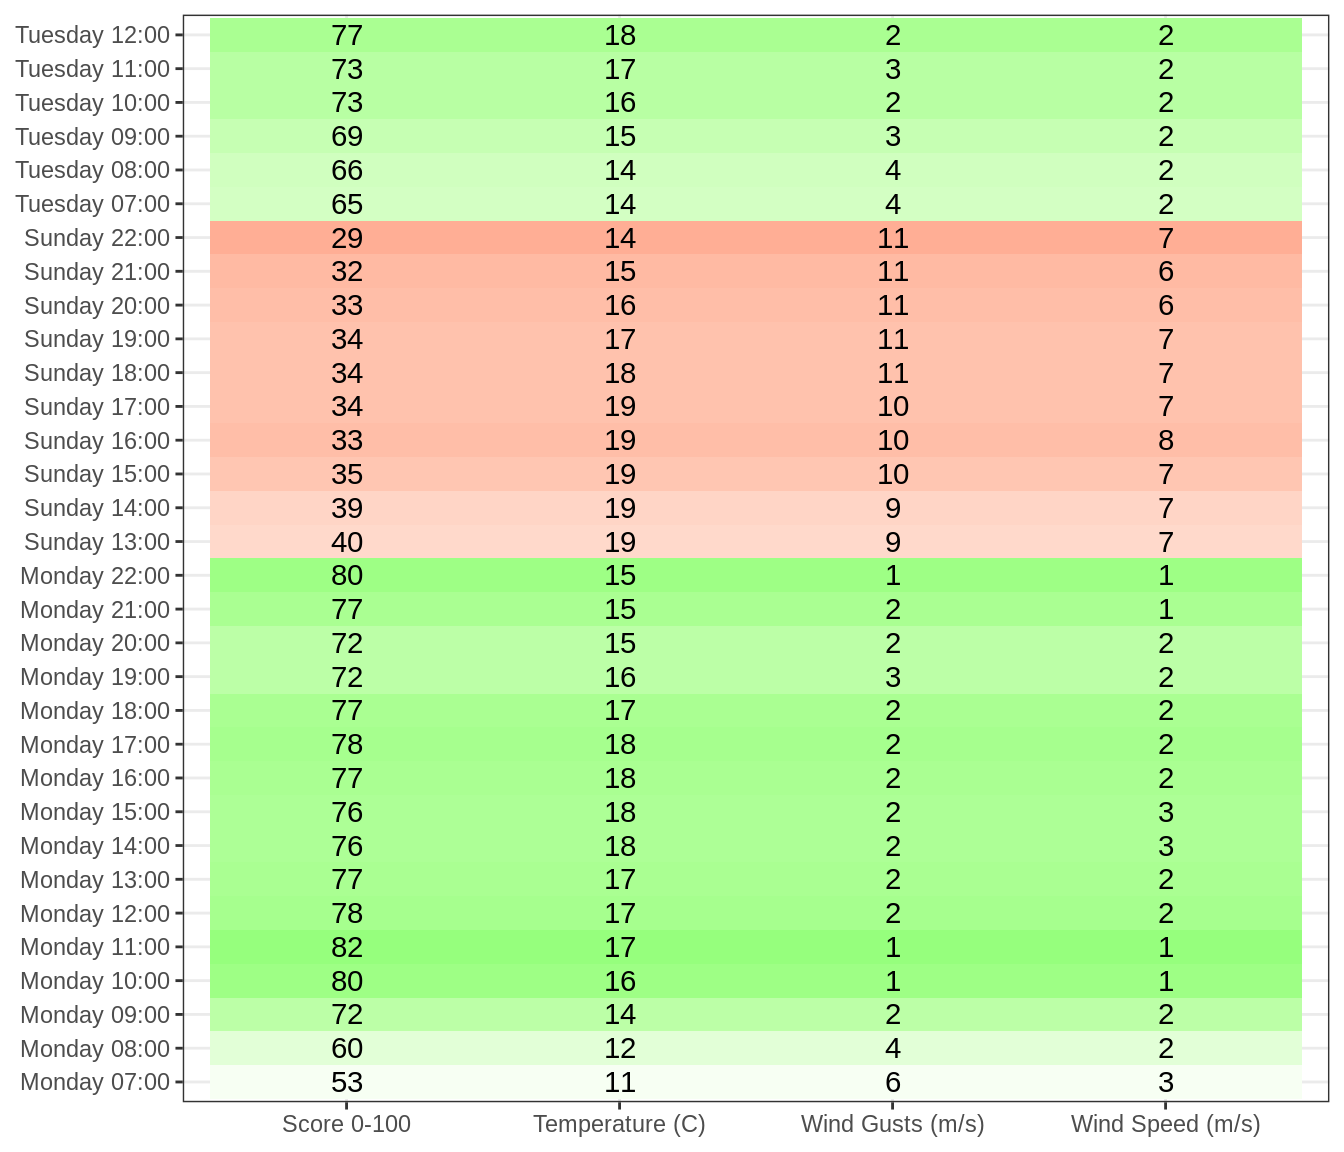 Tuesday 12:00 77 18 2 2
Tuesday 11:00 73 17 3 2
Tuesday 10:00 73 16 2 2
Tuesday 09:00 69 15 3 2
Tuesday 08:00 66 14 4 2
Tuesday 07:00 65 14 4 2
Sunday 22:00 29 14 11 7
Sunday 21:00 32 15 11 6
Sunday 20:00 33 16 11 6
Sunday 19:00 34 17 11 7
Sunday 18:00 34 18 11 7
Sunday 17:00 34 19 10 7
Sunday 16:00 33 19 10 8
Sunday 15:00 35 19 10 7
Sunday 14:00 39 19 9 7
Sunday 13:00 40 19 9 7
Monday 22:00 80 15 1 1
Monday 21:00 77 15 2 1
Monday 20:00 72 15 2 2
Monday 19:00 72 16 3 2
Monday 18:00 77 17 2 2
Monday 17:00 78 18 2 2
Monday 16:00 77 18 2 2
Monday 15:00 76 18 2 3
Monday 14:00 76 18 2 3
Monday 13:00 77 17 2 2
Monday 12:00 78 17 2 2
Monday 11:00 82 17 1 1
Monday 10:00 80 16 1 1
Monday 09:00 72 14 2 2
Monday 08:00 60 12 4 2
Monday 07:00 53 11 6 3
Score 0-100 Temperature (C) Wind Gusts (m/s) Wind Speed (m/s)